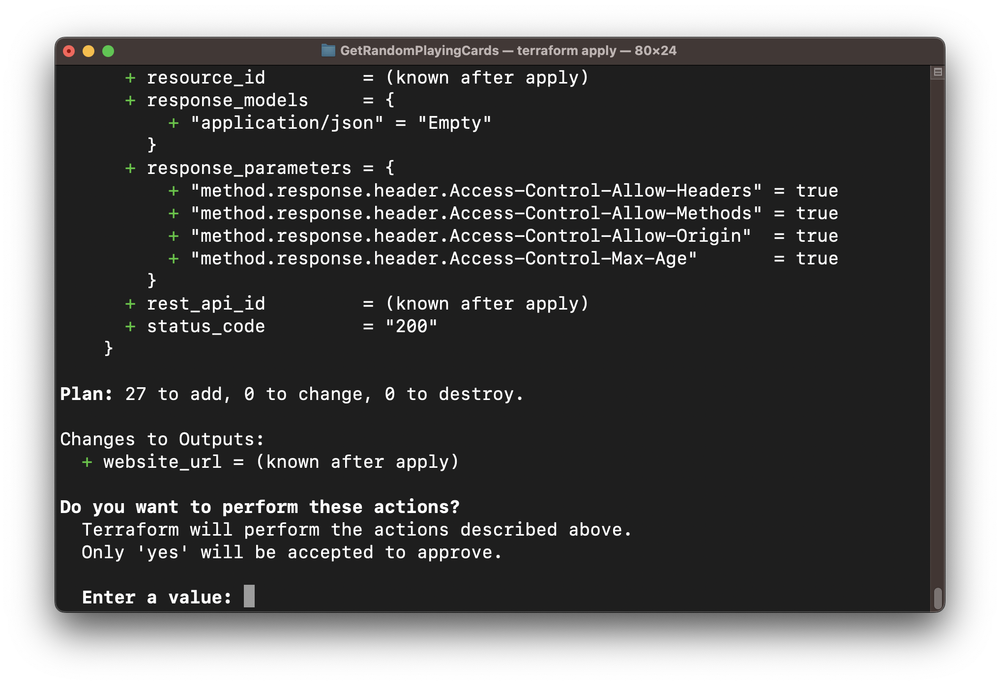 GetRandomPlayingCards — terraform apply — 80×24
+ resource_id = (known after apply)
+ response_models = {
+ "application/json" = "Empty"
}
+ response_parameters = {
+ "method.response.header.Access-Control-Allow-Headers" = true
+ "method.response.header.Access-Control-Allow-Methods" = true
+ "method.response.header.Access-Control-Allow-Origin" = true
+ "method.response.header.Access-Control-Max-Age" = true
}
+ rest_api_id = (known after apply)
+ status_code = "200"
}
Plan: 27 to add, 0 to change, 0 to destroy.
Changes to Outputs:
+ website_url = (known after apply)
Do you want to perform these actions?
Terraform will perform the actions described above.
Only 'yes' will be accepted to approve.
Enter a value: